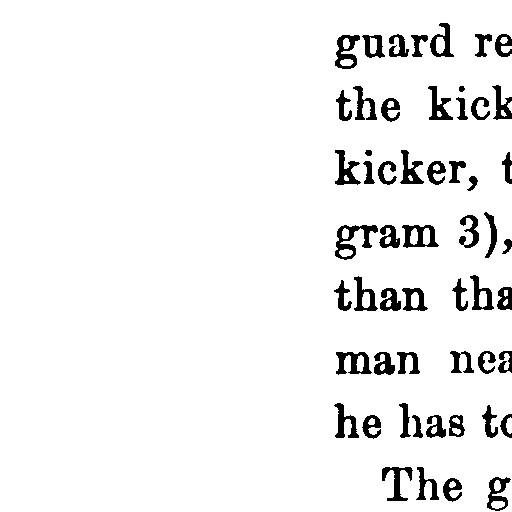 guard re
the kick
kicker, t
gram 3),
than tha
man nea
he has to
The g